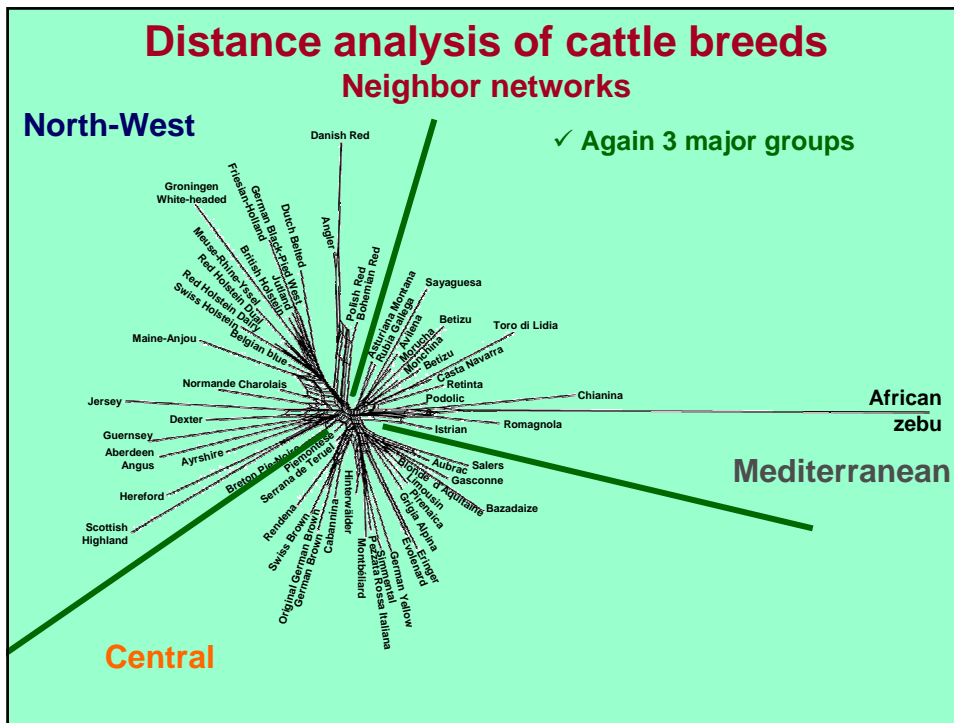 Distance analysis of cattle breeds
Neighbor networks
North-West
✓ Again 3 major groups
Danish Red
Groningen
White-headed
Friesian-Holland
German Black-Pied West
Dutch Belted
Angler
Meuse-Rhine-Yssel
British Holstein
Jutland
Polish Red
Bohemian Red
Red Holstein Dual
Red Holstein Dairy
Swiss Holstein
Belgian blue
Maine-Anjou
Normande Charolais
Jersey
Dexter
Guernsey
Aberdeen
Angus
Ayrshire
Hereford
Scottish
Highland
Breton Pie-Noire
Asturiana Montana
Rubia Gallega
Avilena
Sayaguesa
Morucha
Monchina
Betizu
Betizu
Toro di Lidia
Casta Navarra
Retinta
Podolic
Chianina
Istrian
Romagnola
African
zebu
Mediterranean
Piemontese
Serrana de Teruel
Rendena
Swiss Brown
Original German Brown
German Brown
Cabannina
Hinterwälder
Montbéliard
Pezzata Rossa Italiana
Simmental
German Yellow
Evolenard
Eringer
Grigia Alpina
Pirenaica
Limousin
Blonde d'Aquitaine
Aubrac
Salers
Gasconne
Bazadaize
Central